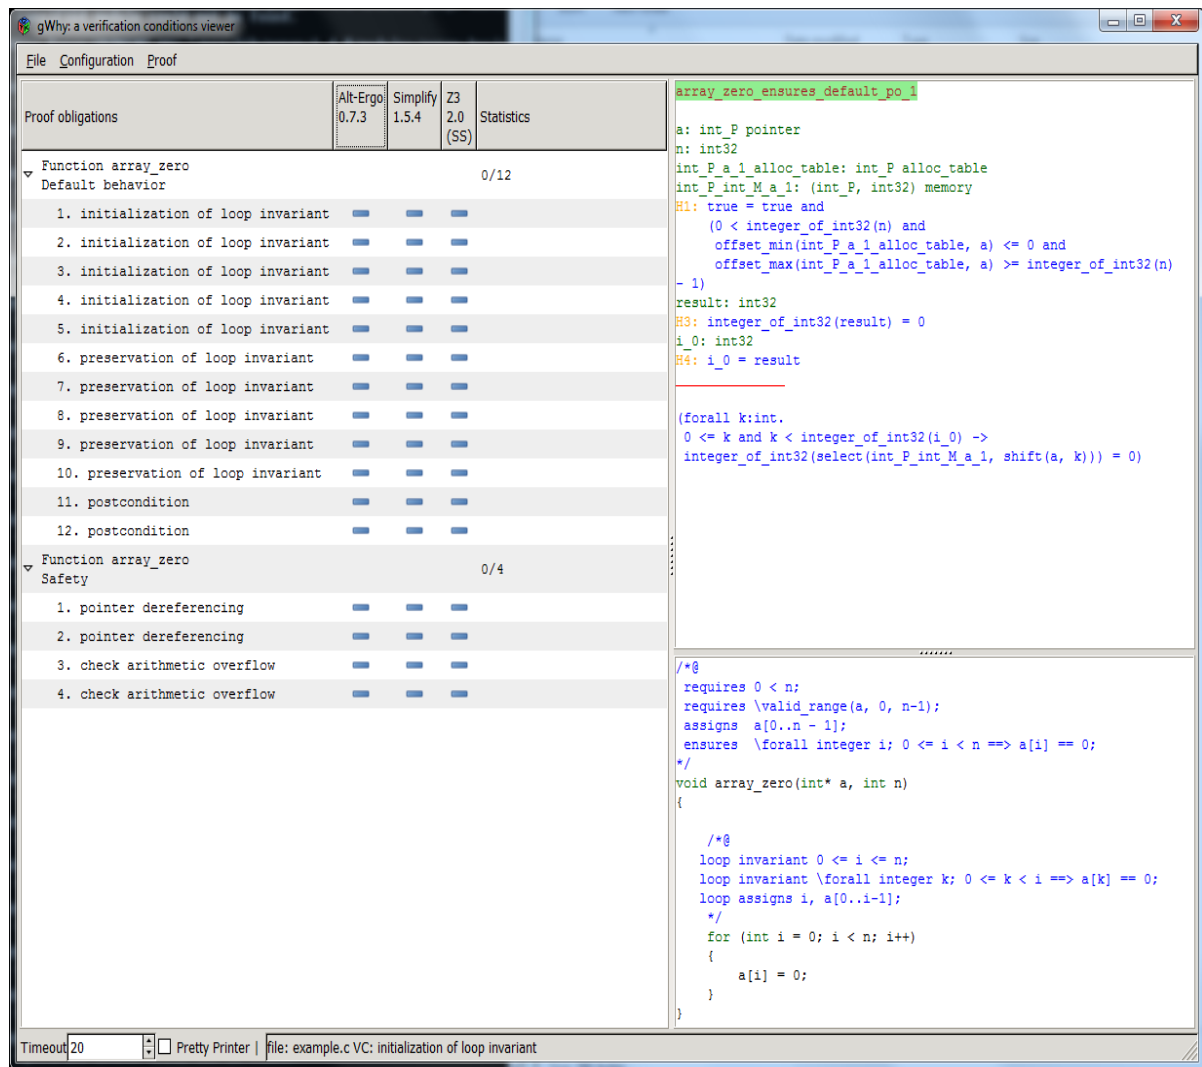 gWhy: a verification conditions viewer
File Configuration Proof
Proof obligations
Alt-Ergo
0.7.3
Simplify
1.5.4
Z3
2.0
(SS)
Statistics
Function array_zero
Default behavior
0/12
1. initialization of loop invariant
2. initialization of loop invariant
3. initialization of loop invariant
4. initialization of loop invariant
5. initialization of loop invariant
6. preservation of loop invariant
7. preservation of loop invariant
8. preservation of loop invariant
9. preservation of loop invariant
10. preservation of loop invariant
11. postcondition
12. postcondition
Function array_zero
Safety
0/4
1. pointer dereferencing
2. pointer dereferencing
3. check arithmetic overflow
4. check arithmetic overflow
array_zero_ensures_default_po_1
a: int_P pointer
n: int32
int_P_a_1_alloc_table: int_P alloc_table
int_P_int_M_a_1: (int_P, int32) memory
H1: true = true and
(0 < integer_of_int32(n) and
offset_min(int_P_a_1_alloc_table, a) <= 0 and
offset_max(int_P_a_1_alloc_table, a) >= integer_of_int32(n)
- 1)
result: int32
H3: integer_of_int32(result) = 0
i_0: int32
H4: i_0 = result
(forall k:int.
0 <= k and k < integer_of_int32(i_0) ->
integer_of_int32(select(int_P_int_M_a_1, shift(a, k))) = 0)
/*@
requires 0 < n;
requires \valid_range(a, 0, n-1);
assigns  a[0..n - 1];
ensures  \forall integer i; 0 <= i < n ==> a[i] == 0;
*/
void array_zero(int* a, int n)
{
/*@
loop invariant 0 <= i <= n;
loop invariant \forall integer k; 0 <= k < i ==> a[k] == 0;
loop assigns i, a[0..i-1];
*/
for (int i = 0; i < n; i++)
{
a[i] = 0;
}
}
Timeout 20 Pretty Printer | file: example.c VC: initialization of loop invariant